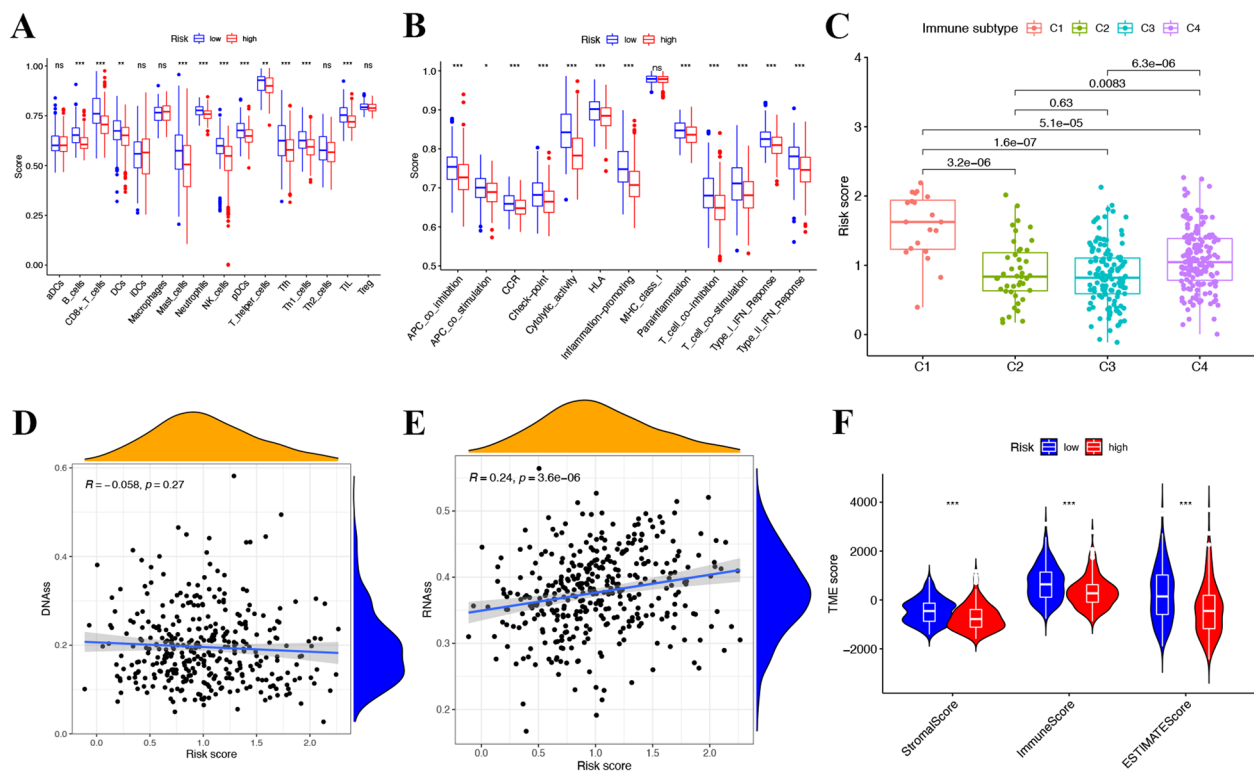 A
Risk low high
ns *** *** ** ns ns *** *** *** *** ** *** *** ns *** ns
Score
1.00
0.75
0.50
0.25
0.00
aDCs
B_cells
CD8+_T_cells
DCs
iDCs
Macrophages
Mast_cells
Neutrophils
NK_cells
pDCs
T_helper_cells
Tfh
Th1_cells
Th2_cells
TIL
Treg
B
Risk low high
*** * *** *** *** *** *** ns *** *** *** *** ***
Score
1.0
0.9
0.8
0.7
0.6
0.5
APC_co_inhibition
APC_co_stimulation
CCR
Check-point
Cytolytic_activity
HLA
Inflammation-promoting
MHC_class_I
Parainflammation
T_cell_co-inhibition
T_cell_co-stimulation
Type_I_IFN_Reponse
Type_II_IFN_Reponse
C
Immune subtype C1 C2 C3 C4
6.3e-06
0.0083
0.63
5.1e-05
1.6e-07
3.2e-06
Risk score
4
3
2
1
0
C1 C2 C3 C4
D
R = −0.058, p = 0.27
DNAss
0.6
0.4
0.2
0.0
0.0 0.5 1.0 1.5 2.0
Risk score
E
R = 0.24, p = 3.6e-06
RNAss
0.5
0.4
0.3
0.2
0.0 0.5 1.0 1.5 2.0
Risk score
F
Risk low high
*** *** ***
TME score
4000
2000
0
−2000
StromalScore
ImmuneScore
ESTIMATEScore